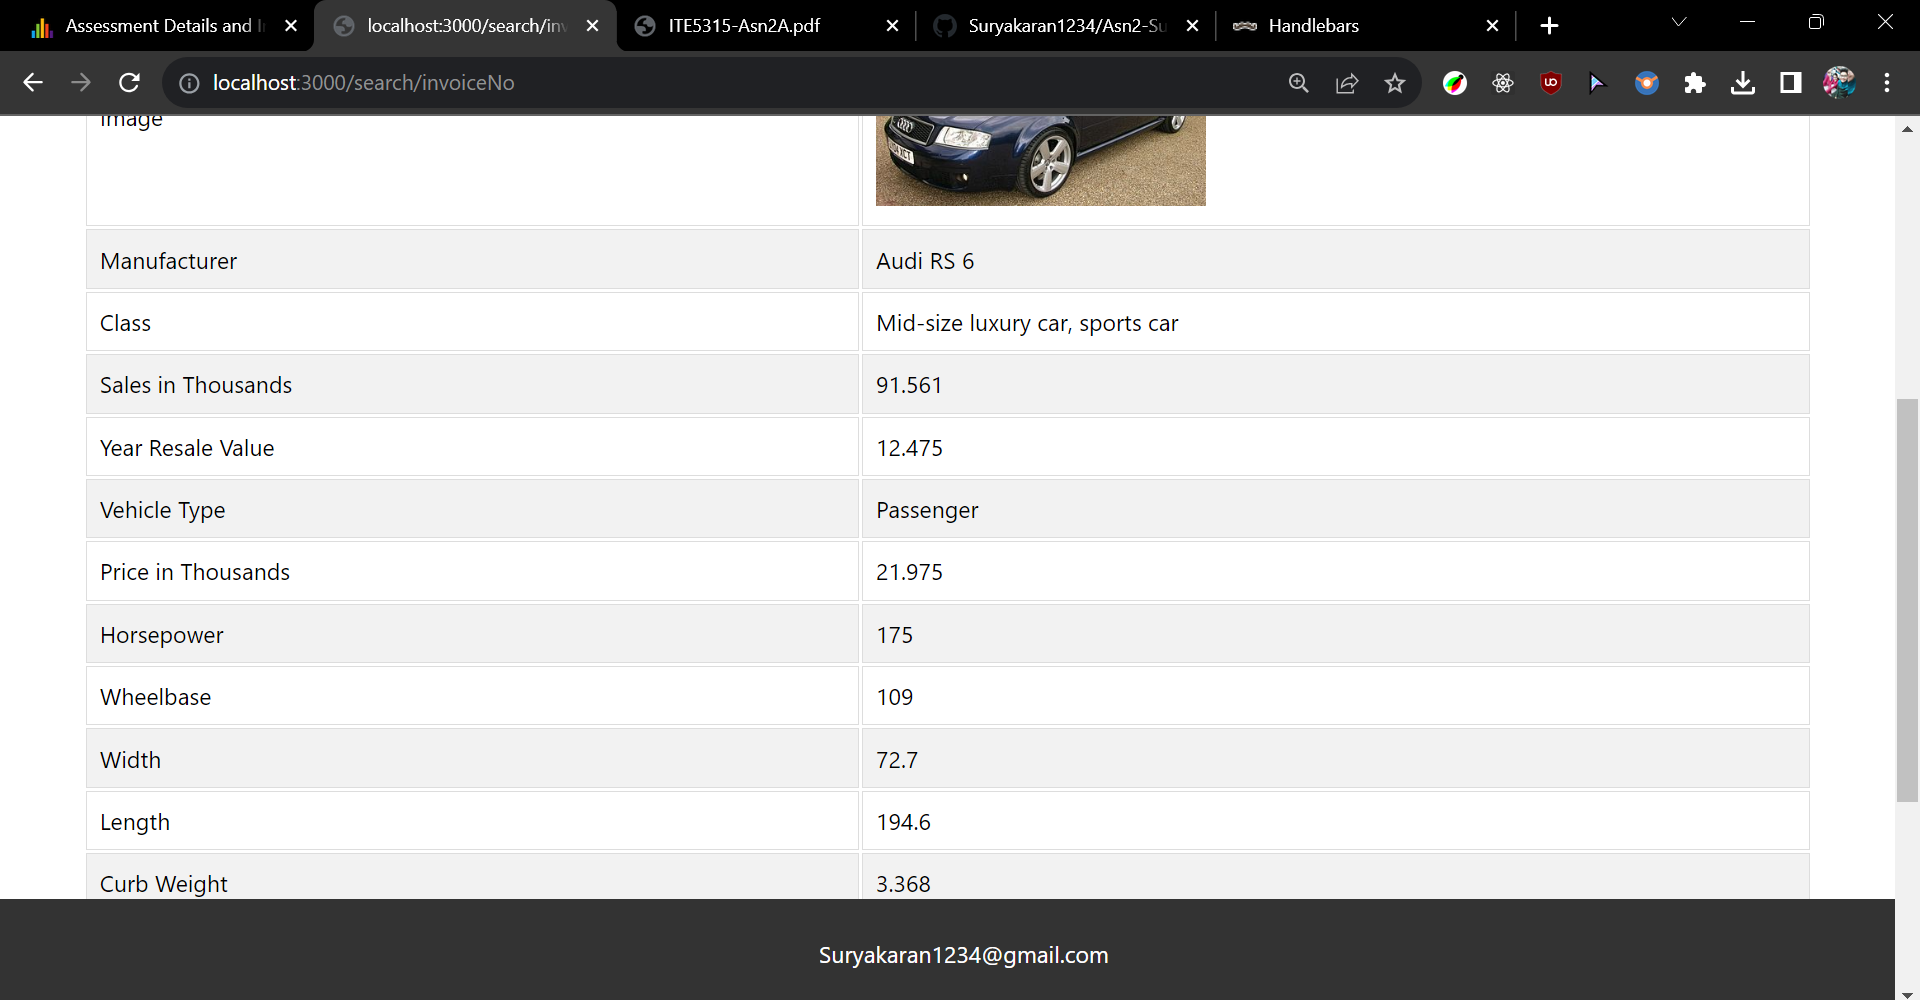 Assessment Details and I
localhost:3000/search/inv
ITE5315-Asn2A.pdf
Suryakaran1234/Asn2-Su
Handlebars
localhost:3000/search/invoiceNo
Image
Manufacturer
Audi RS 6
Class
Mid-size luxury car, sports car
Sales in Thousands
91.561
Year Resale Value
12.475
Vehicle Type
Passenger
Price in Thousands
21.975
Horsepower
175
Wheelbase
109
Width
72.7
Length
194.6
Curb Weight
3.368
Suryakaran1234@gmail.com